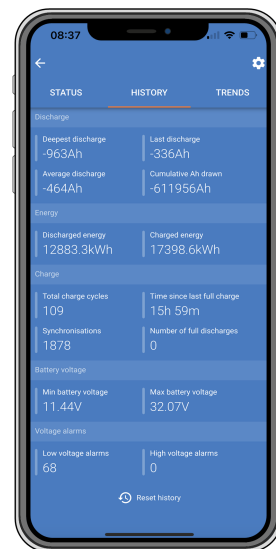 08:37
STATUS HISTORY TRENDS
Discharge
Deepest discharge Last discharge
-963Ah -336Ah
Average discharge Cumulative Ah drawn
-464Ah -611956Ah
Energy
Discharged energy Charged energy
12883.3kWh 17398.6kWh
Charge
Total charge cycles Time since last full charge
109 15h 59m
Synchronisations Number of full discharges
1878 0
Battery voltage
Min battery voltage Max battery voltage
11.44V 32.07V
Voltage alarms
Low voltage alarms High voltage alarms
68 0
Reset history